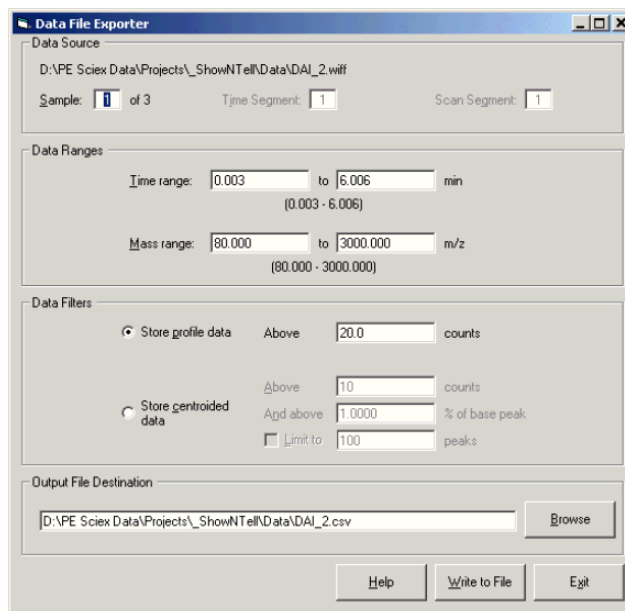 Data File Exporter
Data Source
D:\PE Sciex Data\Projects\_ShowNTell\Data\DAI_2.wiff
Sample: 1 of 3 Time Segment: 1 Scan Segment: 1
Data Ranges
Time range: 0.003 to 6.006 min
(0.003 - 6.006)
Mass range: 80.000 to 3000.000 m/z
(80.000 - 3000.000)
Data Filters
Store profile data Above 20.0 counts
Above 10 counts
Store centroided data And above 1.0000 % of base peak
Limit to 100 peaks
Output File Destination
D:\PE Sciex Data\Projects\_ShowNTell\Data\DAI_2.csv Browse
Help Write to File Exit